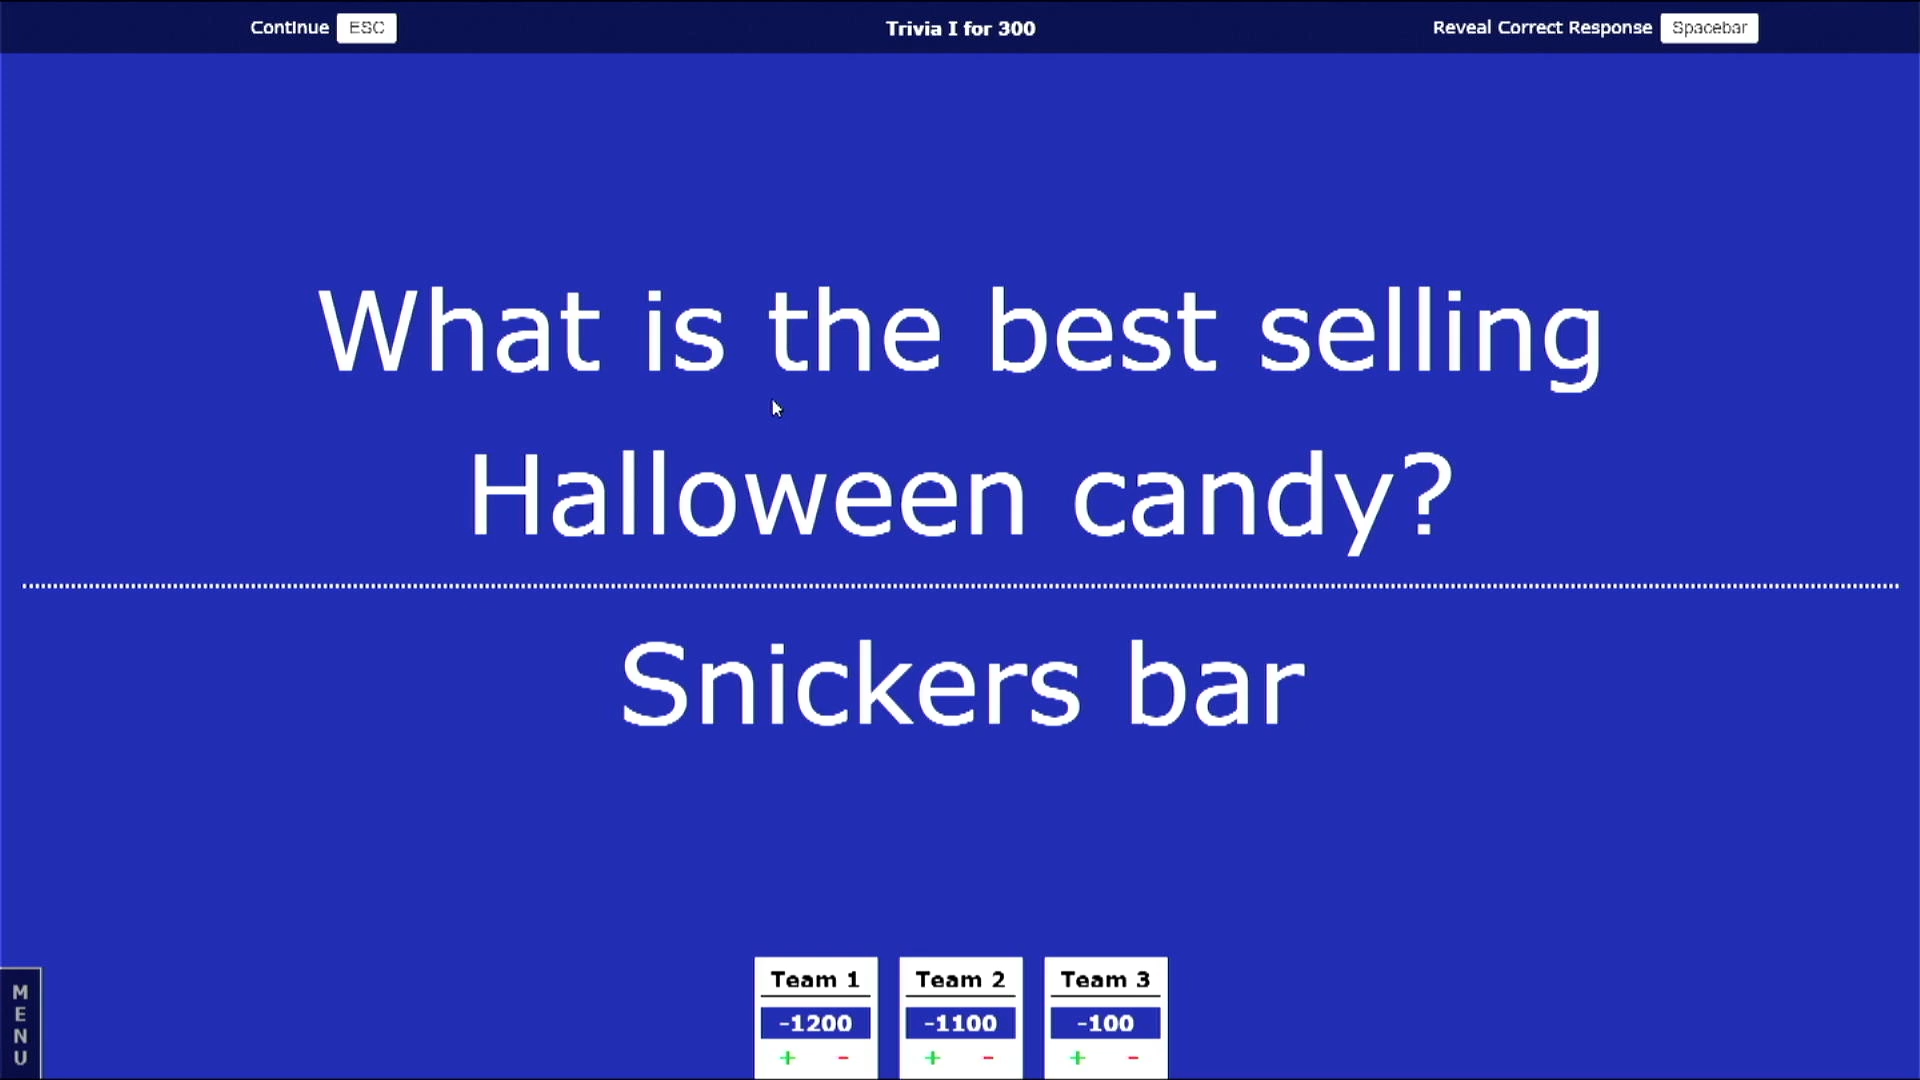 Continue ESC Trivia I for 300 Reveal Correct Response Spacebar
What is the best selling
Halloween candy?
Snickers bar
MENU
Team 1 Team 2 Team 3
-1200 -1100 -100
+ - + - + -